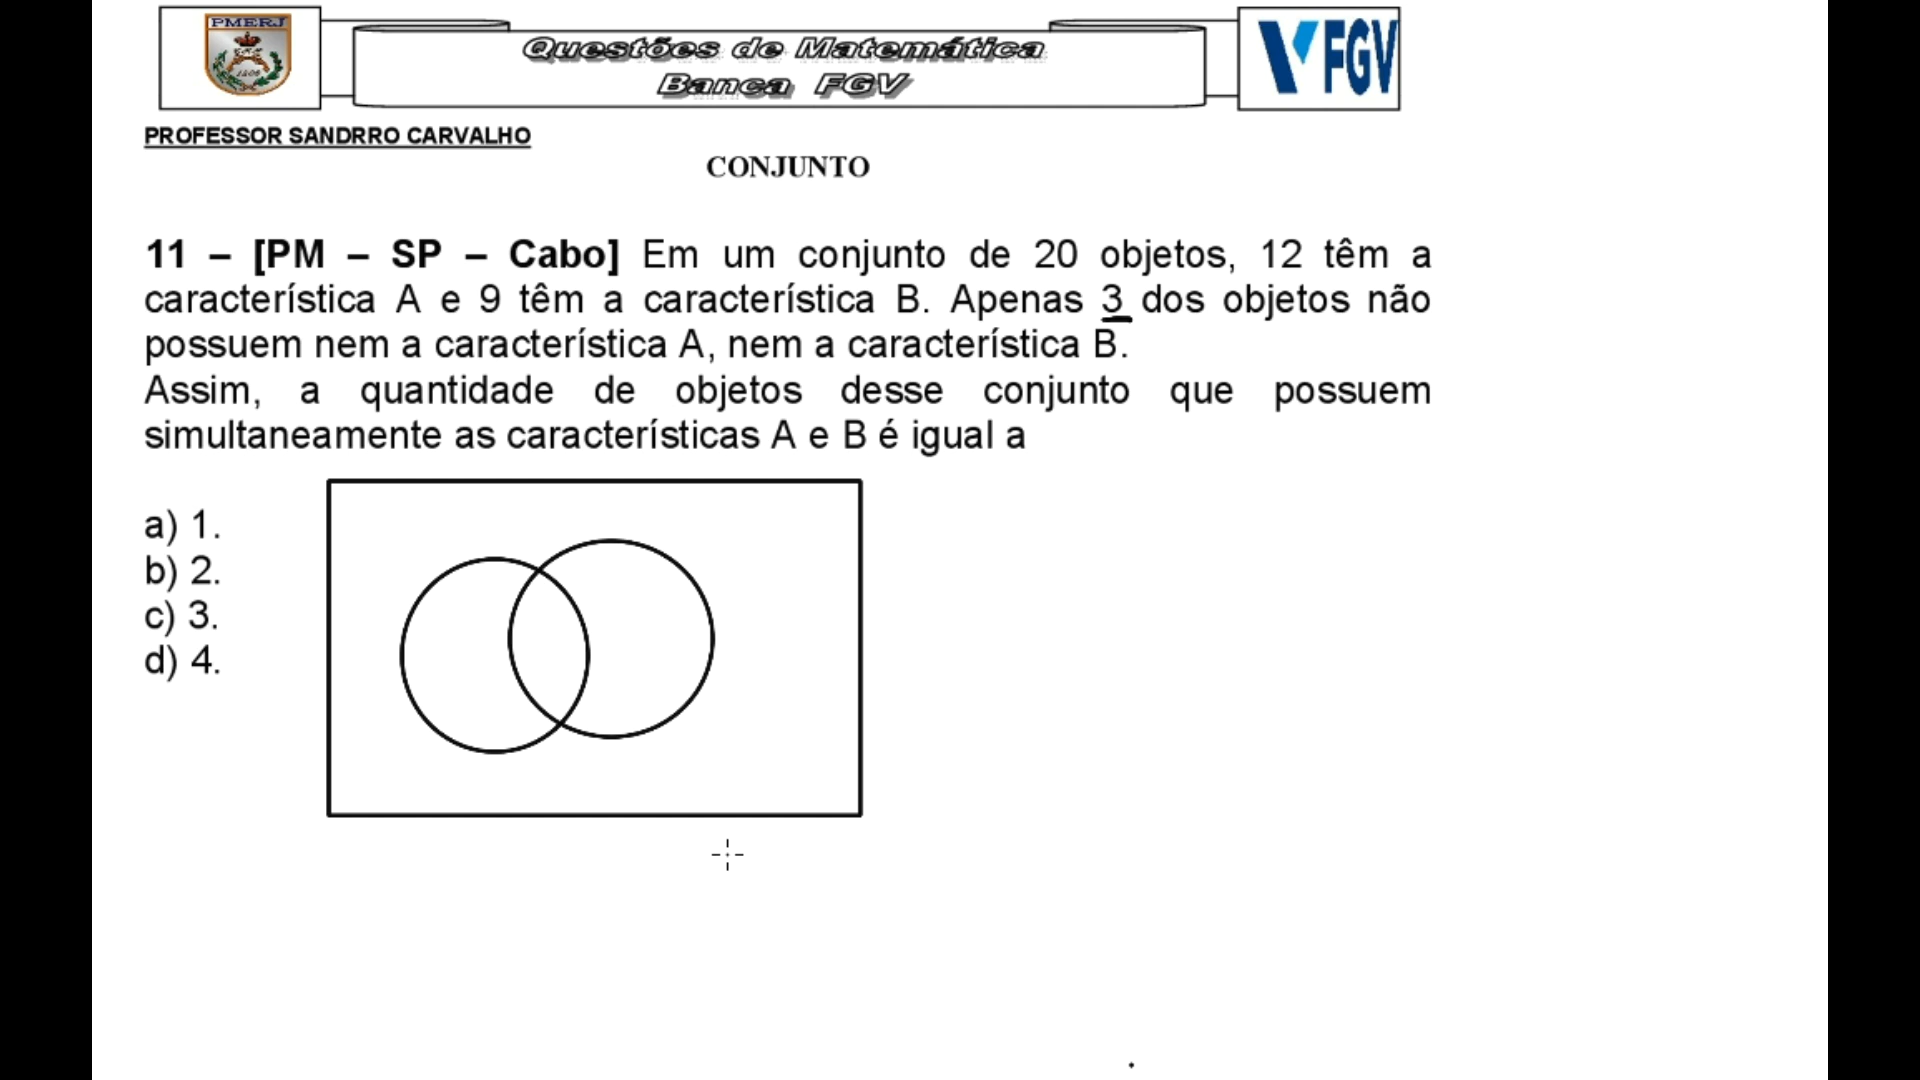 PMERJ
1809
Questões de Matemática
Banca FGV
FGV
PROFESSOR SANDRRO CARVALHO
CONJUNTO
11 – [PM – SP – Cabo] Em um conjunto de 20 objetos, 12 têm a
característica A e 9 têm a característica B. Apenas 3 dos objetos não
possuem nem a característica A, nem a característica B.
Assim, a quantidade de objetos desse conjunto que possuem
simultaneamente as características A e B é igual a
a) 1.
b) 2.
c) 3.
d) 4.